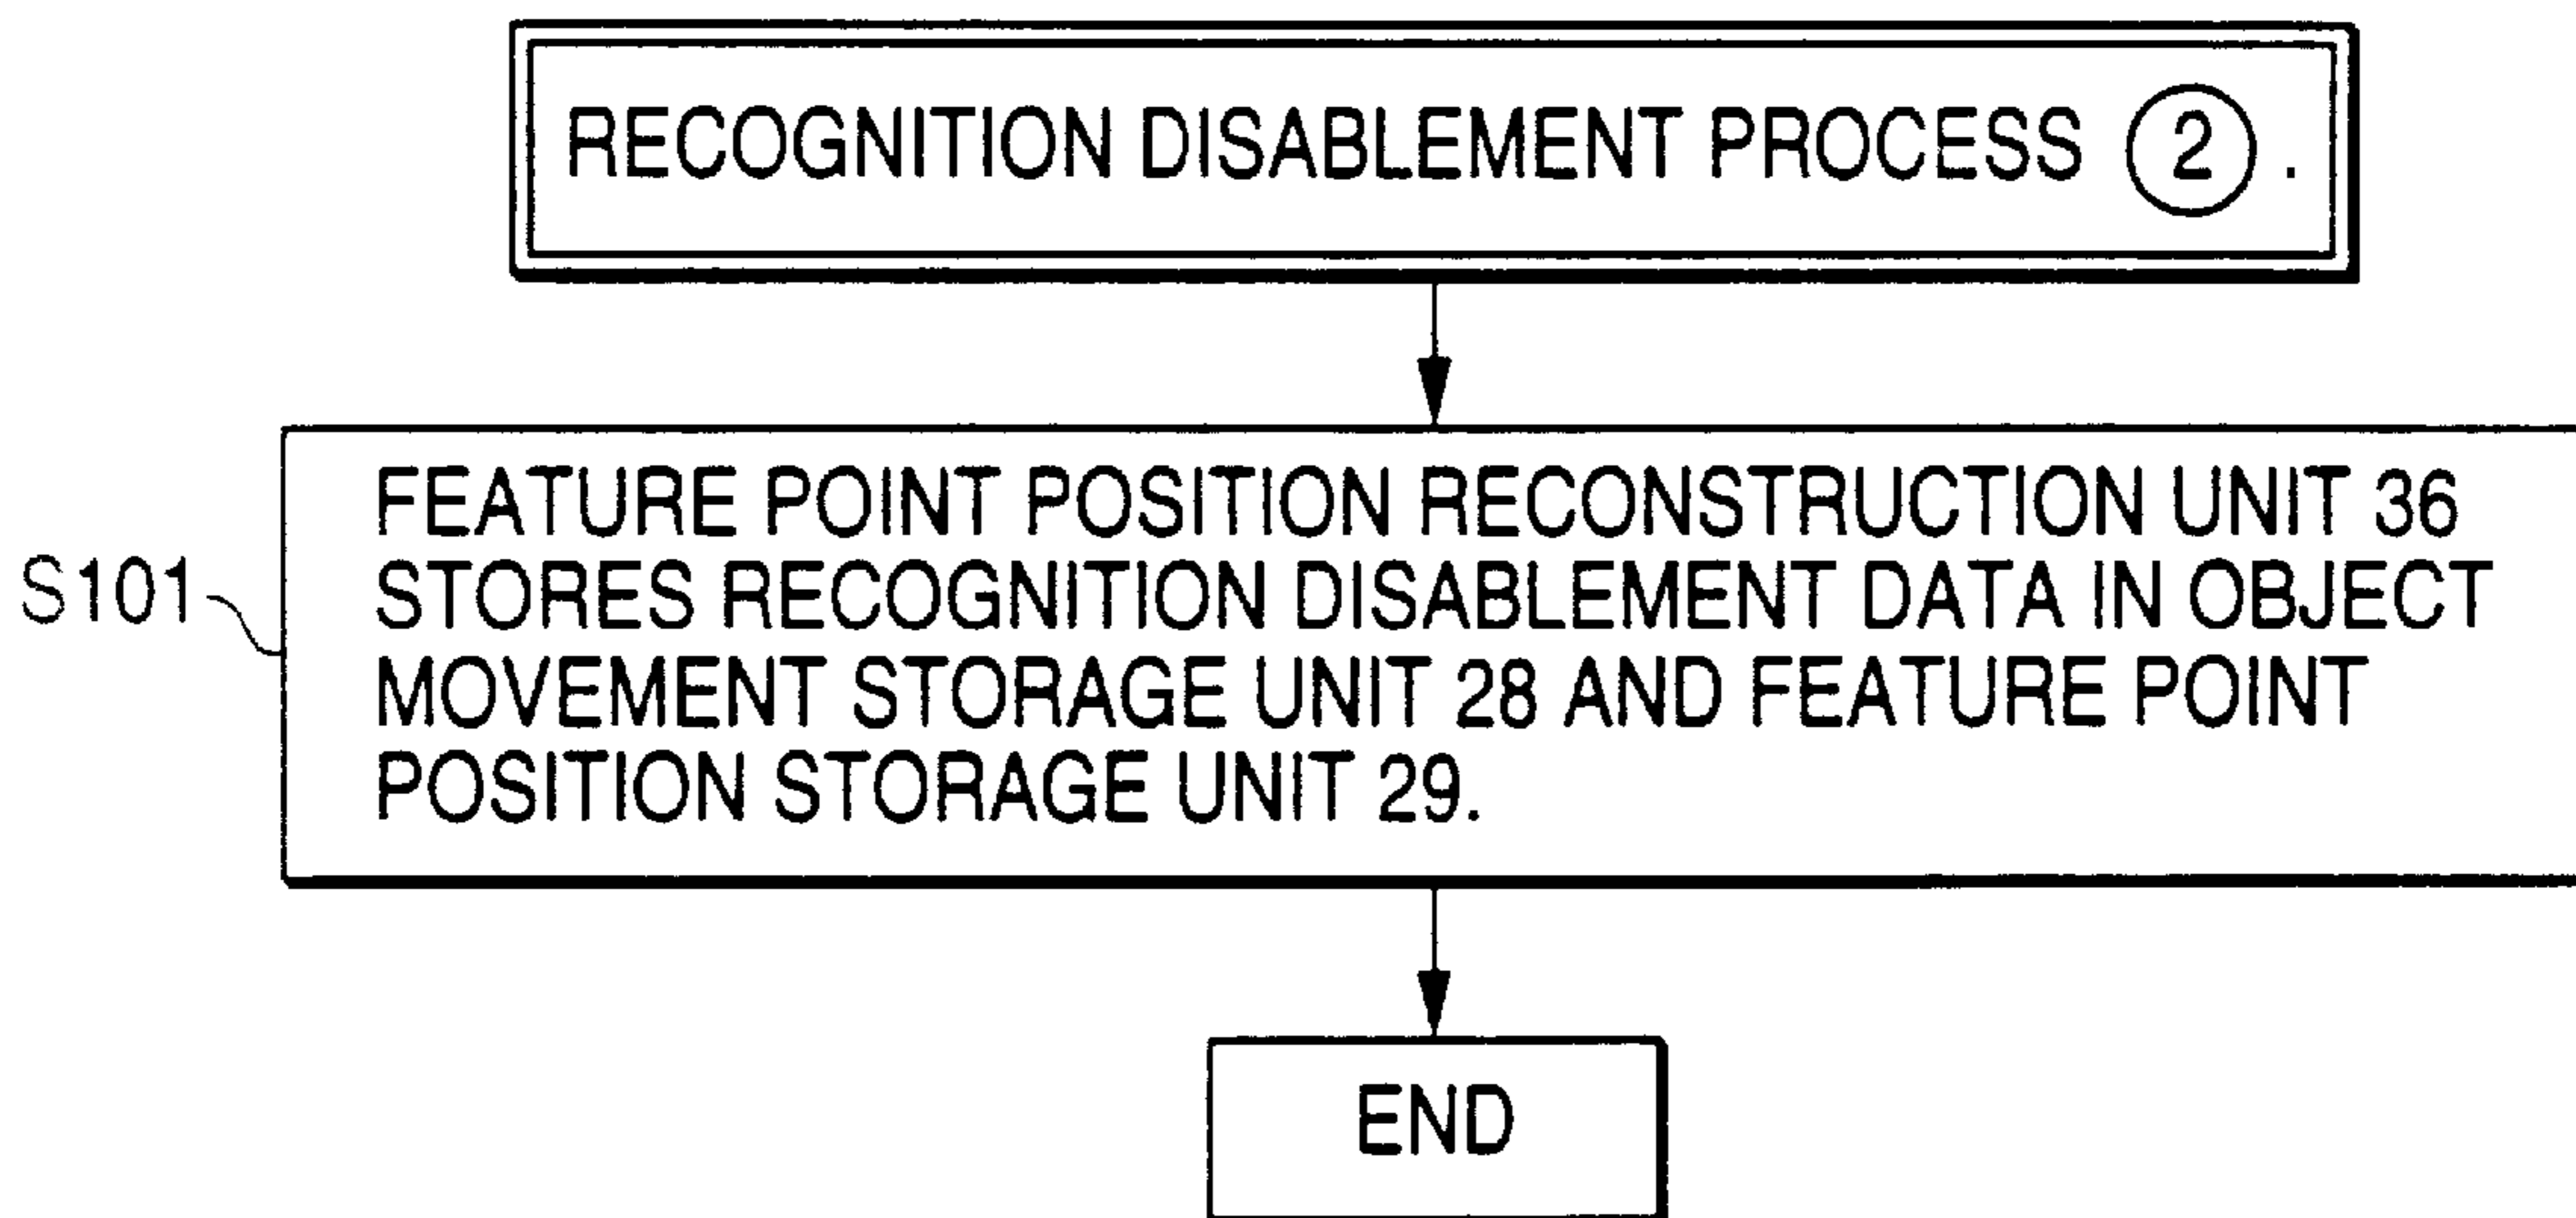 RECOGNITION DISABLEMENT PROCESS ②.
FEATURE POINT POSITION RECONSTRUCTION UNIT 36
STORES RECOGNITION DISABLEMENT DATA IN OBJECT
S101
MOVEMENT STORAGE UNIT 28 AND FEATURE POINT
POSITION STORAGE UNIT 29.
END